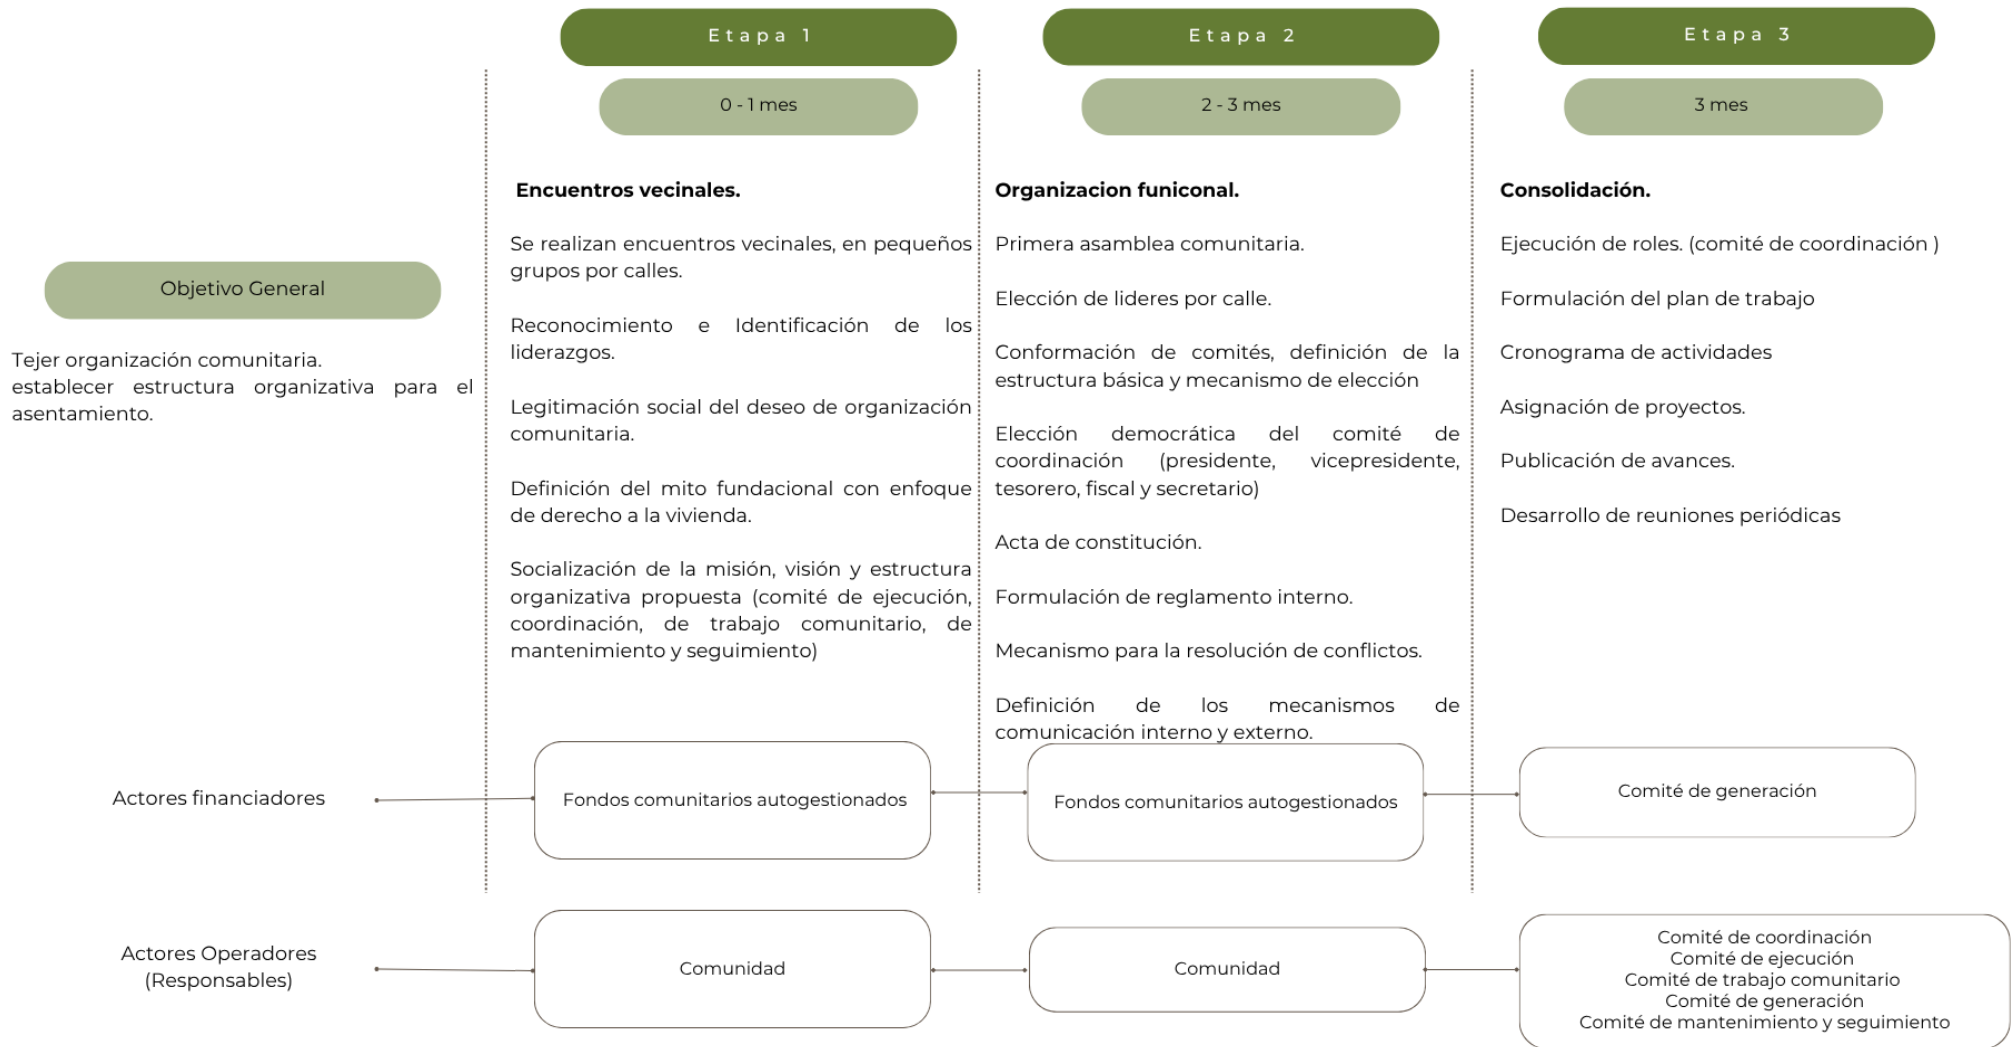 Etapa 1
Etapa 2
Etapa 3
0 - 1 mes
2 - 3 mes
3 mes
Objetivo General
Tejer organización comunitaria.
establecer estructura organizativa para el
asentamiento.
Encuentros vecinales.
Se realizan encuentros vecinales, en pequeños
grupos por calles.
Reconocimiento e Identificación de los
liderazgos.
Legitimación social del deseo de organización
comunitaria.
Definición del mito fundacional con enfoque
de derecho a la vivienda.
Socialización de la misión, visión y estructura
organizativa propuesta (comité de ejecución,
coordinación, de trabajo comunitario, de
mantenimiento y seguimiento)
Organizacion funiconal.
Primera asamblea comunitaria.
Elección de lideres por calle.
Conformación de comités, definición de la
estructura básica y mecanismo de elección
Elección democrática del comité de
coordinación (presidente, vicepresidente,
tesorero, fiscal y secretario)
Acta de constitución.
Formulación de reglamento interno.
Mecanismo para la resolución de conflictos.
Definición de los mecanismos de
comunicación interno y externo.
Consolidación.
Ejecución de roles. (comité de coordinación )
Formulación del plan de trabajo
Cronograma de actividades
Asignación de proyectos.
Publicación de avances.
Desarrollo de reuniones periódicas
Actores financiadores
Fondos comunitarios autogestionados
Fondos comunitarios autogestionados
Comité de generación
Actores Operadores
(Responsables)
Comunidad
Comunidad
Comité de coordinación
Comité de ejecución
Comité de trabajo comunitario
Comité de generación
Comité de mantenimiento y seguimiento